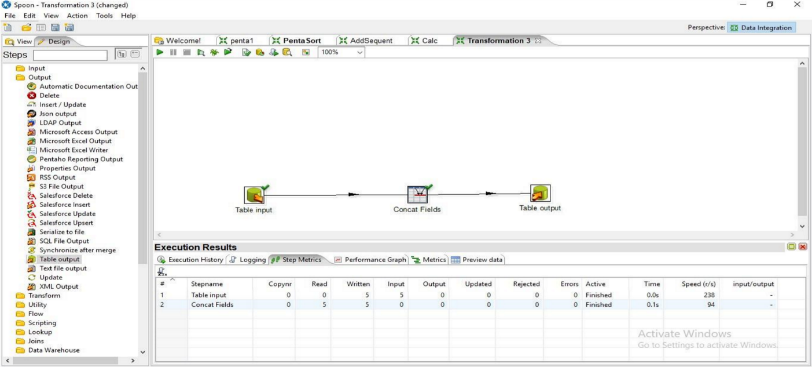 Spoon - Transformation 3 (changed)
File Edit View Action Tools Help
Perspective: Data Integration
View Design
Welcome! penta1 PentaSort AddSequent Calc Transformation 3
Steps
100%
Input
Output
Automatic Documentation Out
Delete
Insert / Update
Json output
LDAP Output
Microsoft Access Output
Microsoft Excel Output
Microsoft Excel Writer
Pentaho Reporting Output
Properties Output
RSS Output
S3 File Output
Salesforce Delete
Salesforce Insert
Salesforce Update
Salesforce Upsert
Serialize to file
SQL File Output
Synchronize after merge
Table output
Text file output
Update
XML Output
Transform
Utility
Flow
Scripting
Lookup
Joins
Data Warehouse
Table input
Concat Fields
Table output
Execution Results
Execution History Logging Step Metrics Performance Graph Metrics Preview data
# Stepname Copynr Read Written Input Output Updated Rejected Errors Active Time Speed (r/s) input/output
1 Table input 0 0 5 5 0 0 0 0 Finished 0.0s 238 -
2 Concat Fields 0 5 5 0 0 0 0 0 Finished 0.1s 94 -
Activate Windows
Go to Settings to activate Windows.